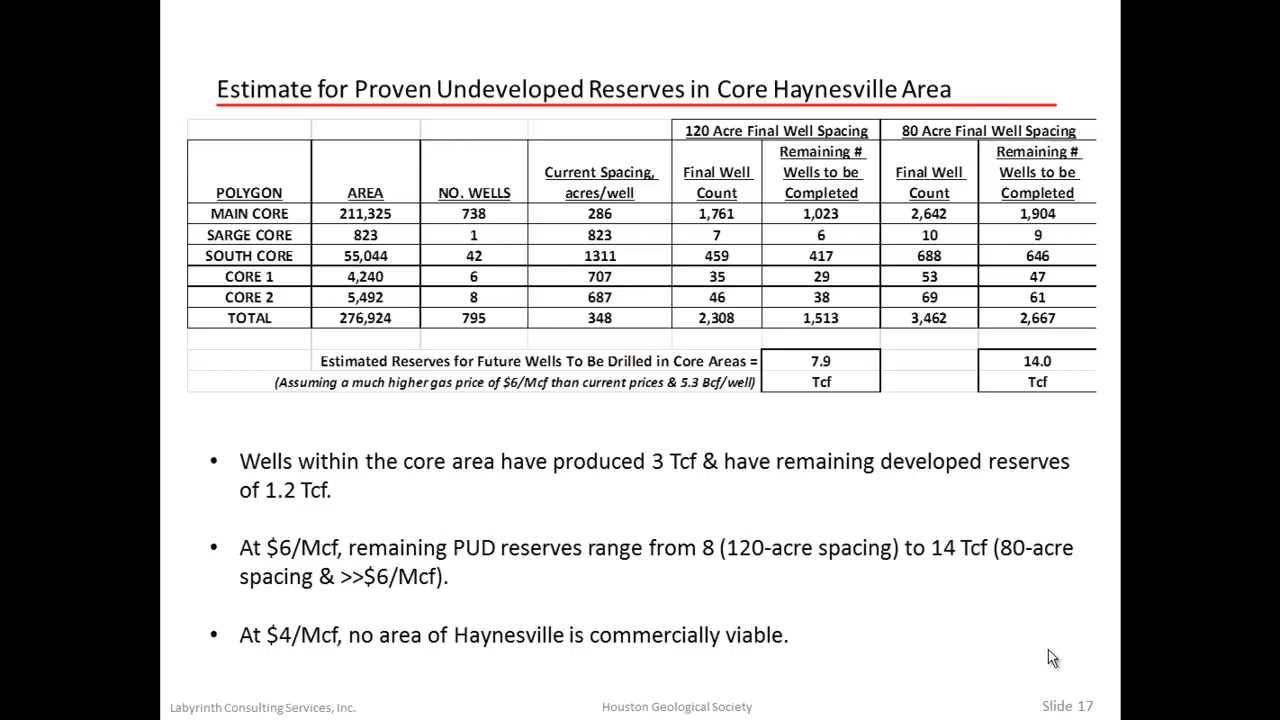 Estimate for Proven Undeveloped Reserves in Core Haynesville Area
120 Acre Final Well Spacing 80 Acre Final Well Spacing
POLYGON AREA NO. WELLS Current Spacing, acres/well Final Well Count Remaining # Wells to be Completed Final Well Count Remaining # Wells to be Completed
MAIN CORE 211,325 738 286 1,761 1,023 2,642 1,904
SARGE CORE 823 1 823 7 6 10 9
SOUTH CORE 55,044 42 1311 459 417 688 646
CORE 1 4,240 6 707 35 29 53 47
CORE 2 5,492 8 687 46 38 69 61
TOTAL 276,924 795 348 2,308 1,513 3,462 2,667
Estimated Reserves for Future Wells To Be Drilled in Core Areas = 7.9 14.0
(Assuming a much higher gas price of $6/Mcf than current prices & 5.3 Bcf/well) Tcf Tcf
• Wells within the core area have produced 3 Tcf & have remaining developed reserves
of 1.2 Tcf.
• At $6/Mcf, remaining PUD reserves range from 8 (120-acre spacing) to 14 Tcf (80-acre
spacing & >>$6/Mcf).
• At $4/Mcf, no area of Haynesville is commercially viable.
Labyrinth Consulting Services, Inc. Houston Geological Society Slide 17